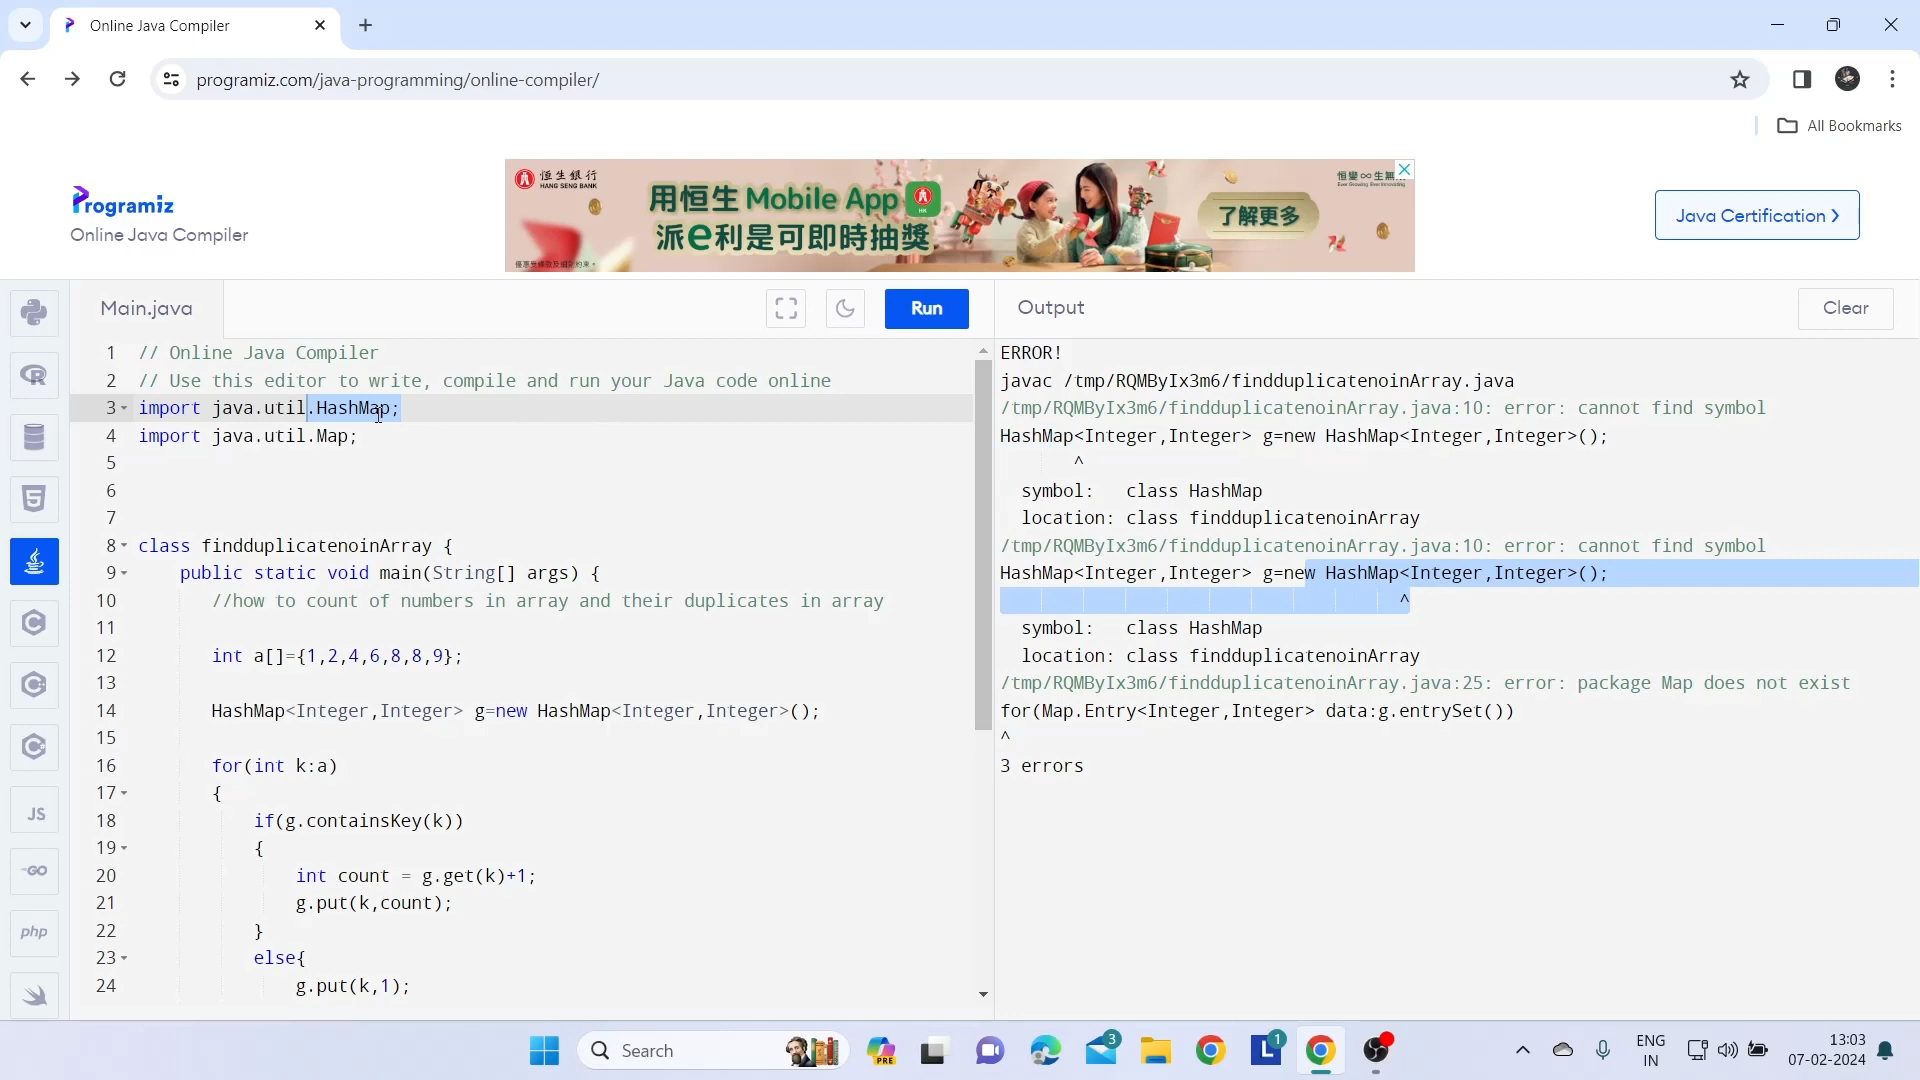 Online Java Compiler
programiz.com/java-programming/online-compiler/
All Bookmarks
Programiz
Online Java Compiler
恒生銀行
HANG SENG BANK
用恒生 Mobile App
派e利是可即時抽獎
了解更多
Java Certification
Main.java
Run
Output
Clear
1 // Online Java Compiler
2 // Use this editor to write, compile and run your Java code online
3 import java.util.HashMap;
4 import java.util.Map;
5
6
7
8 class findduplicatenoinArray {
9 public static void main(String[] args) {
10 //how to count of numbers in array and their duplicates in array
11
12 int a[]={1,2,4,6,8,8,9};
13
14 HashMap<Integer,Integer> g=new HashMap<Integer,Integer>();
15
16 for(int k:a)
17 {
18 if(g.containsKey(k))
19 {
20 int count = g.get(k)+1;
21 g.put(k,count);
22 }
23 else{
24 g.put(k,1);
ERROR!
javac /tmp/RQMByIx3m6/findduplicatenoinArray.java
/tmp/RQMByIx3m6/findduplicatenoinArray.java:10: error: cannot find symbol
HashMap<Integer,Integer> g=new HashMap<Integer,Integer>();
^
symbol: class HashMap
location: class findduplicatenoinArray
/tmp/RQMByIx3m6/findduplicatenoinArray.java:10: error: cannot find symbol
HashMap<Integer,Integer> g=new HashMap<Integer,Integer>();
^
symbol: class HashMap
location: class findduplicatenoinArray
/tmp/RQMByIx3m6/findduplicatenoinArray.java:25: error: package Map does not exist
for(Map.Entry<Integer,Integer> data:g.entrySet())
^
3 errors
JS
GO
php
Search
PRE
3
L
1
ENG
IN
13:03
07-02-2024